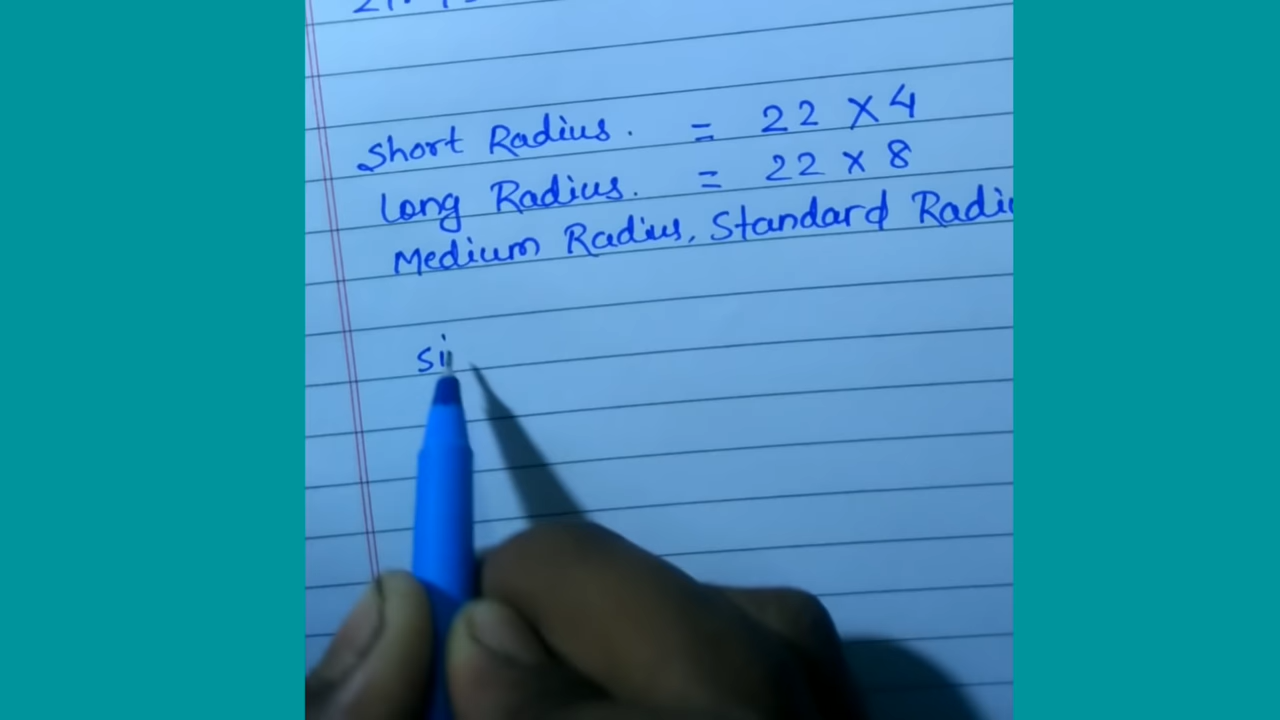 Short Radius. = 22 X 4
Long Radius. = 22 x 8
Medium Radius, Standard Radi
Si